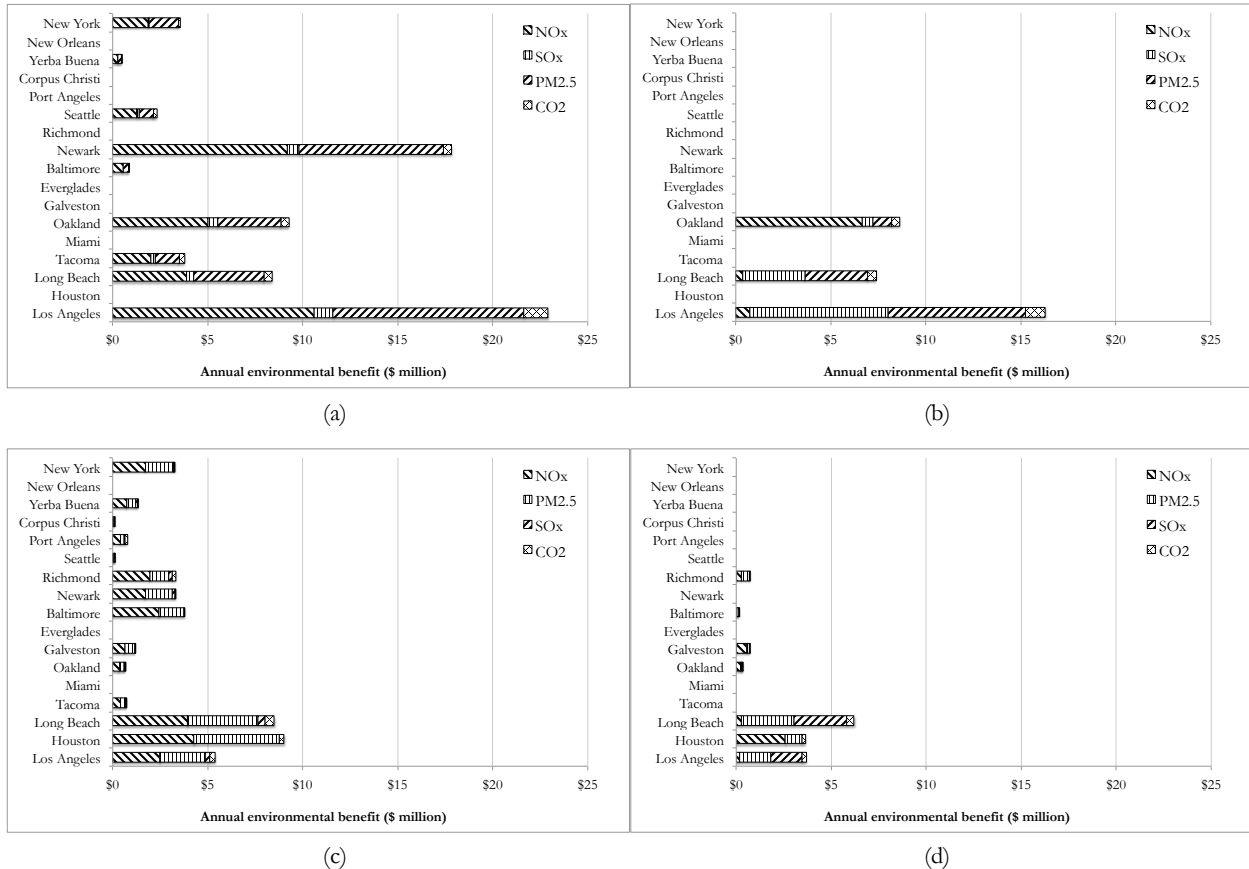 New York
New Orleans
Yerba Buena
Corpus Christi
Port Angeles
Seattle
Richmond
Newark
Baltimore
Everglades
Galveston
Oakland
Miami
Tacoma
Long Beach
Houston
Los Angeles
NOx
SOx
PM2.5
CO2
$0 $5 $10 $15 $20 $25
Annual environmental benefit ($ million)
(a)
New York
New Orleans
Yerba Buena
Corpus Christi
Port Angeles
Seattle
Richmond
Newark
Baltimore
Everglades
Galveston
Oakland
Miami
Tacoma
Long Beach
Houston
Los Angeles
NOx
SOx
PM2.5
CO2
$0 $5 $10 $15 $20 $25
Annual environmental benefit ($ million)
(b)
New York
New Orleans
Yerba Buena
Corpus Christi
Port Angeles
Seattle
Richmond
Newark
Baltimore
Everglades
Galveston
Oakland
Miami
Tacoma
Long Beach
Houston
Los Angeles
NOx
PM2.5
SOx
CO2
$0 $5 $10 $15 $20 $25
Annual environmental benefit ($ million)
(c)
New York
New Orleans
Yerba Buena
Corpus Christi
Port Angeles
Seattle
Richmond
Newark
Baltimore
Everglades
Galveston
Oakland
Miami
Tacoma
Long Beach
Houston
Los Angeles
NOx
PM2.5
SOx
CO2
$0 $5 $10 $15 $20 $25
Annual environmental benefit ($ million)
(d)